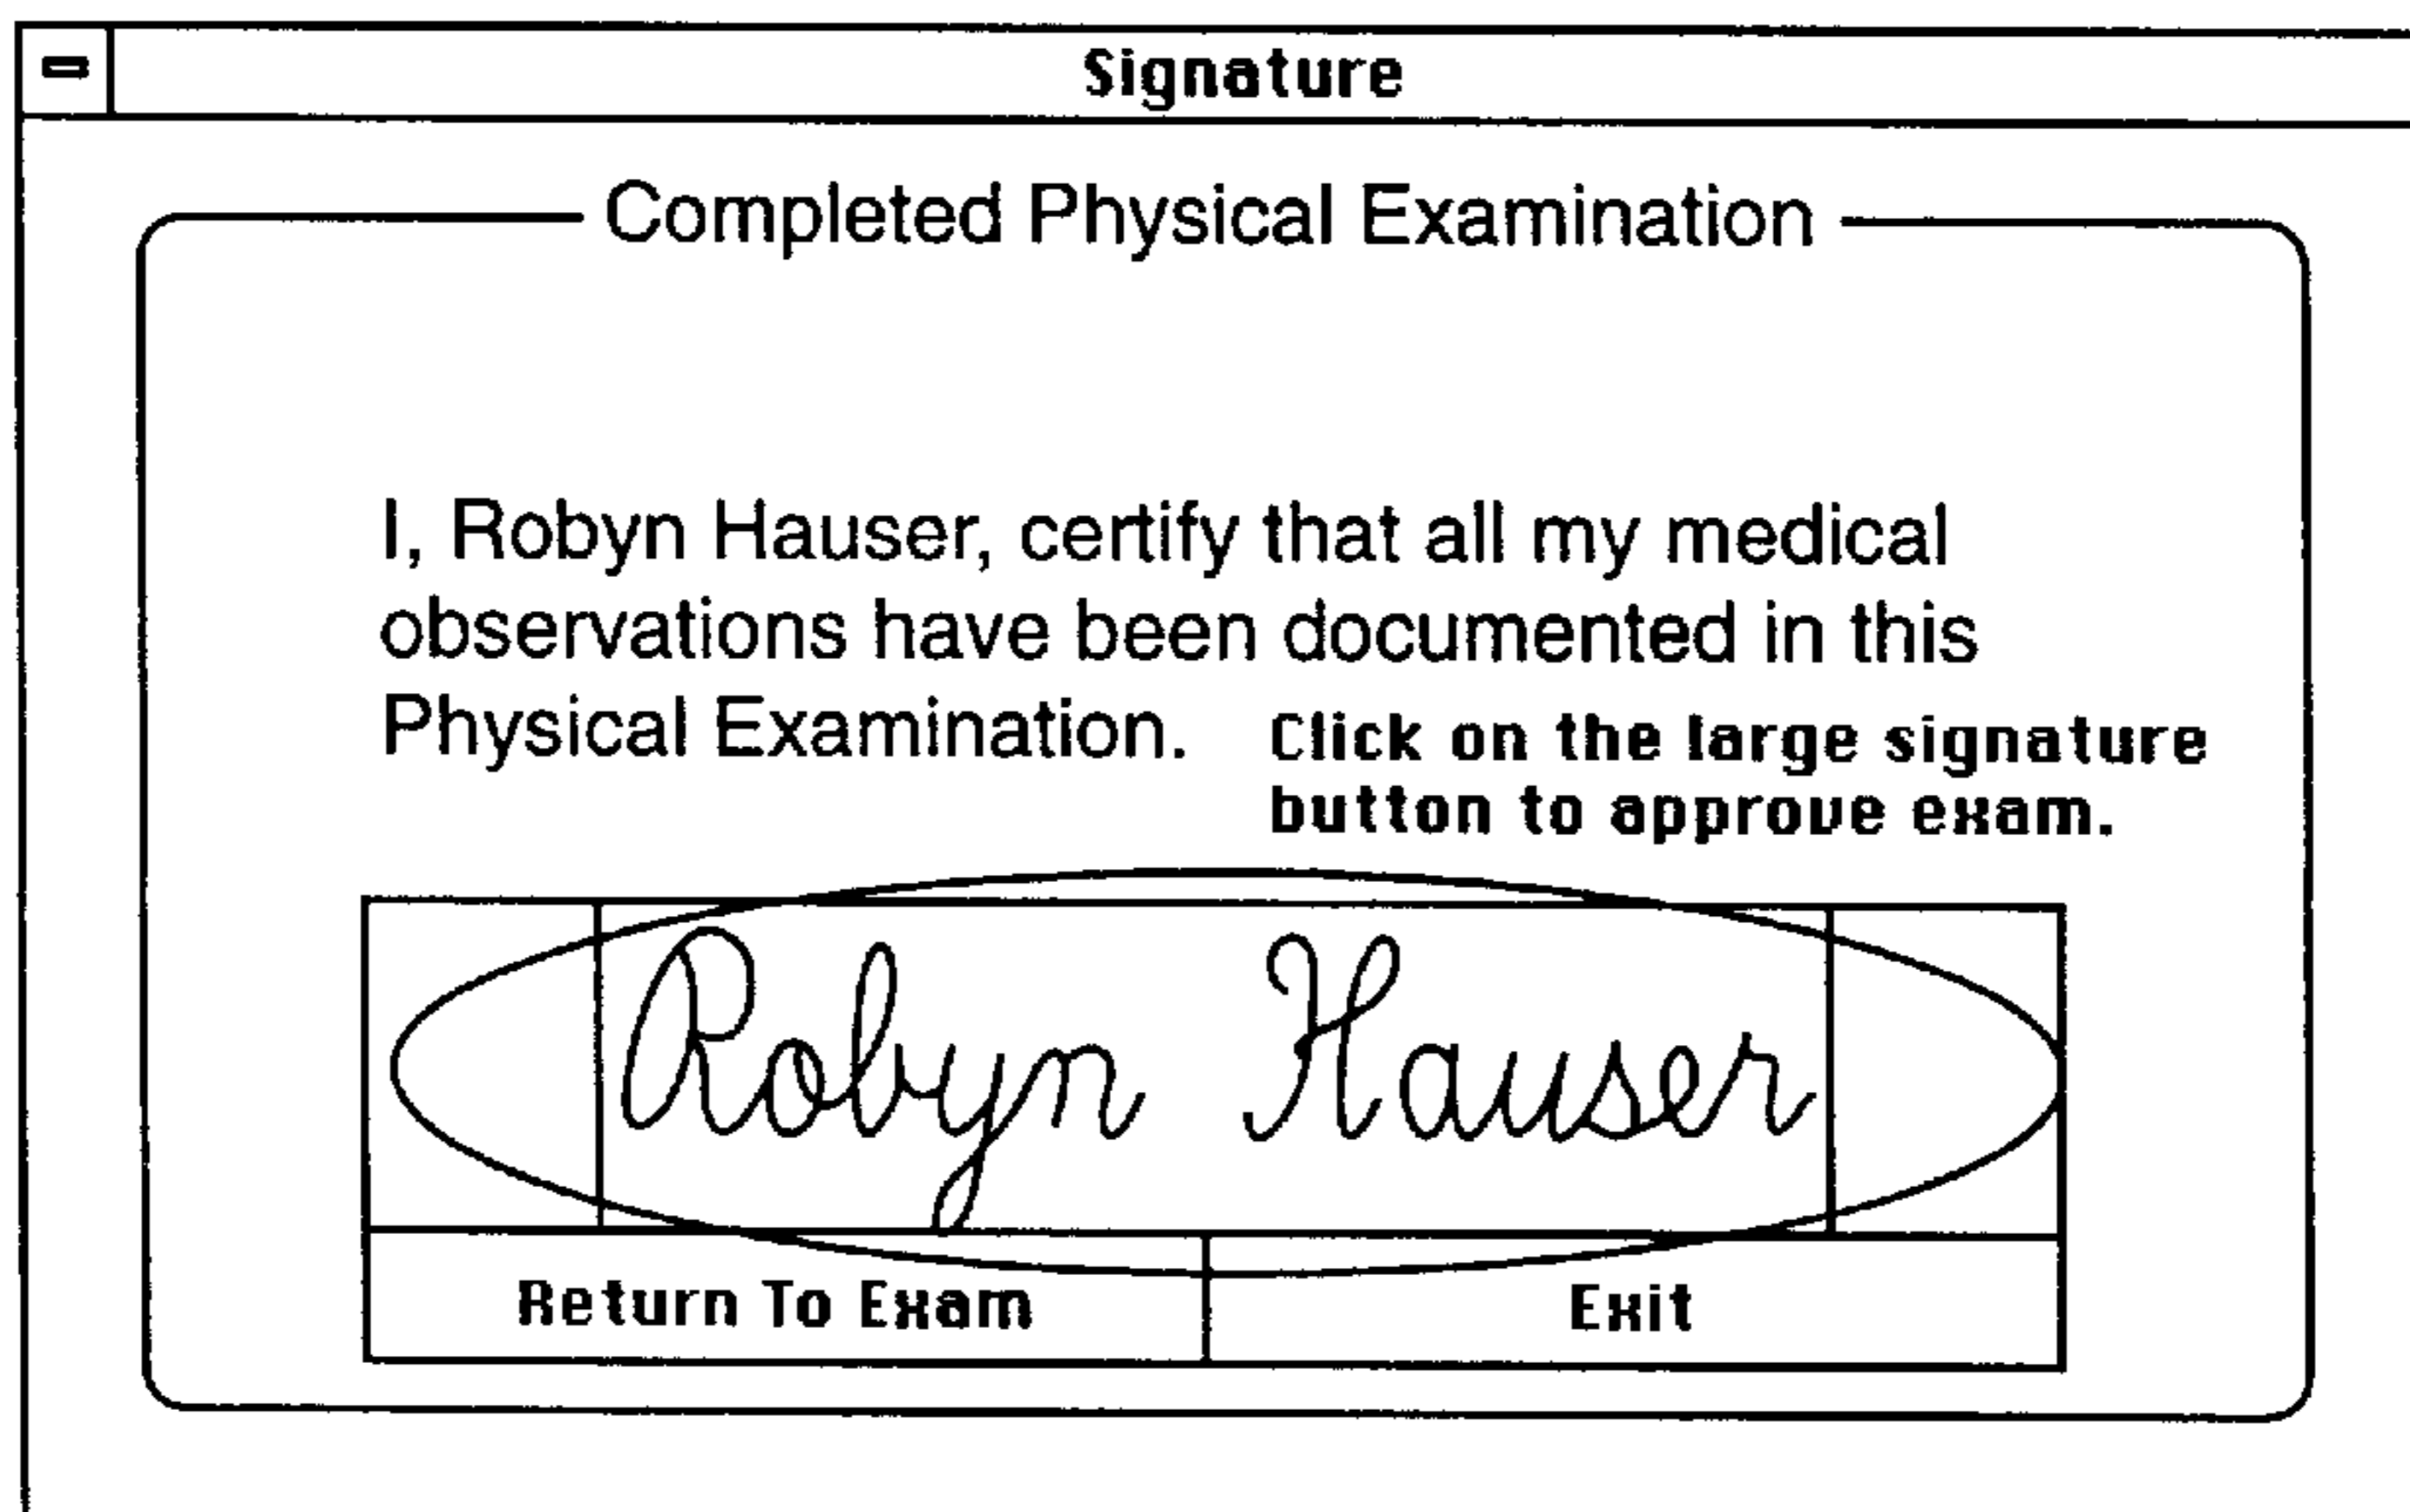 Signature
Completed Physical Examination
I, Robyn Hauser, certify that all my medical
observations have been documented in this
Physical Examination.
Click on the large signature
button to approve exam.
Robyn Hauser
Return To Exam
Exit